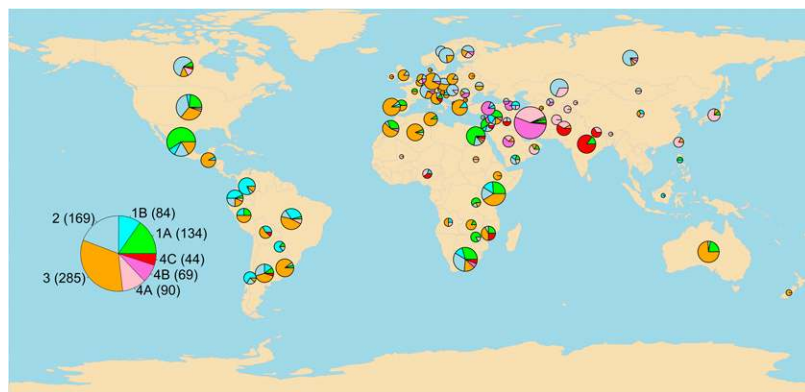 2 (169)
1B (84)
1A (134)
4C (44)
3 (285)
4B (69)
4A (90)